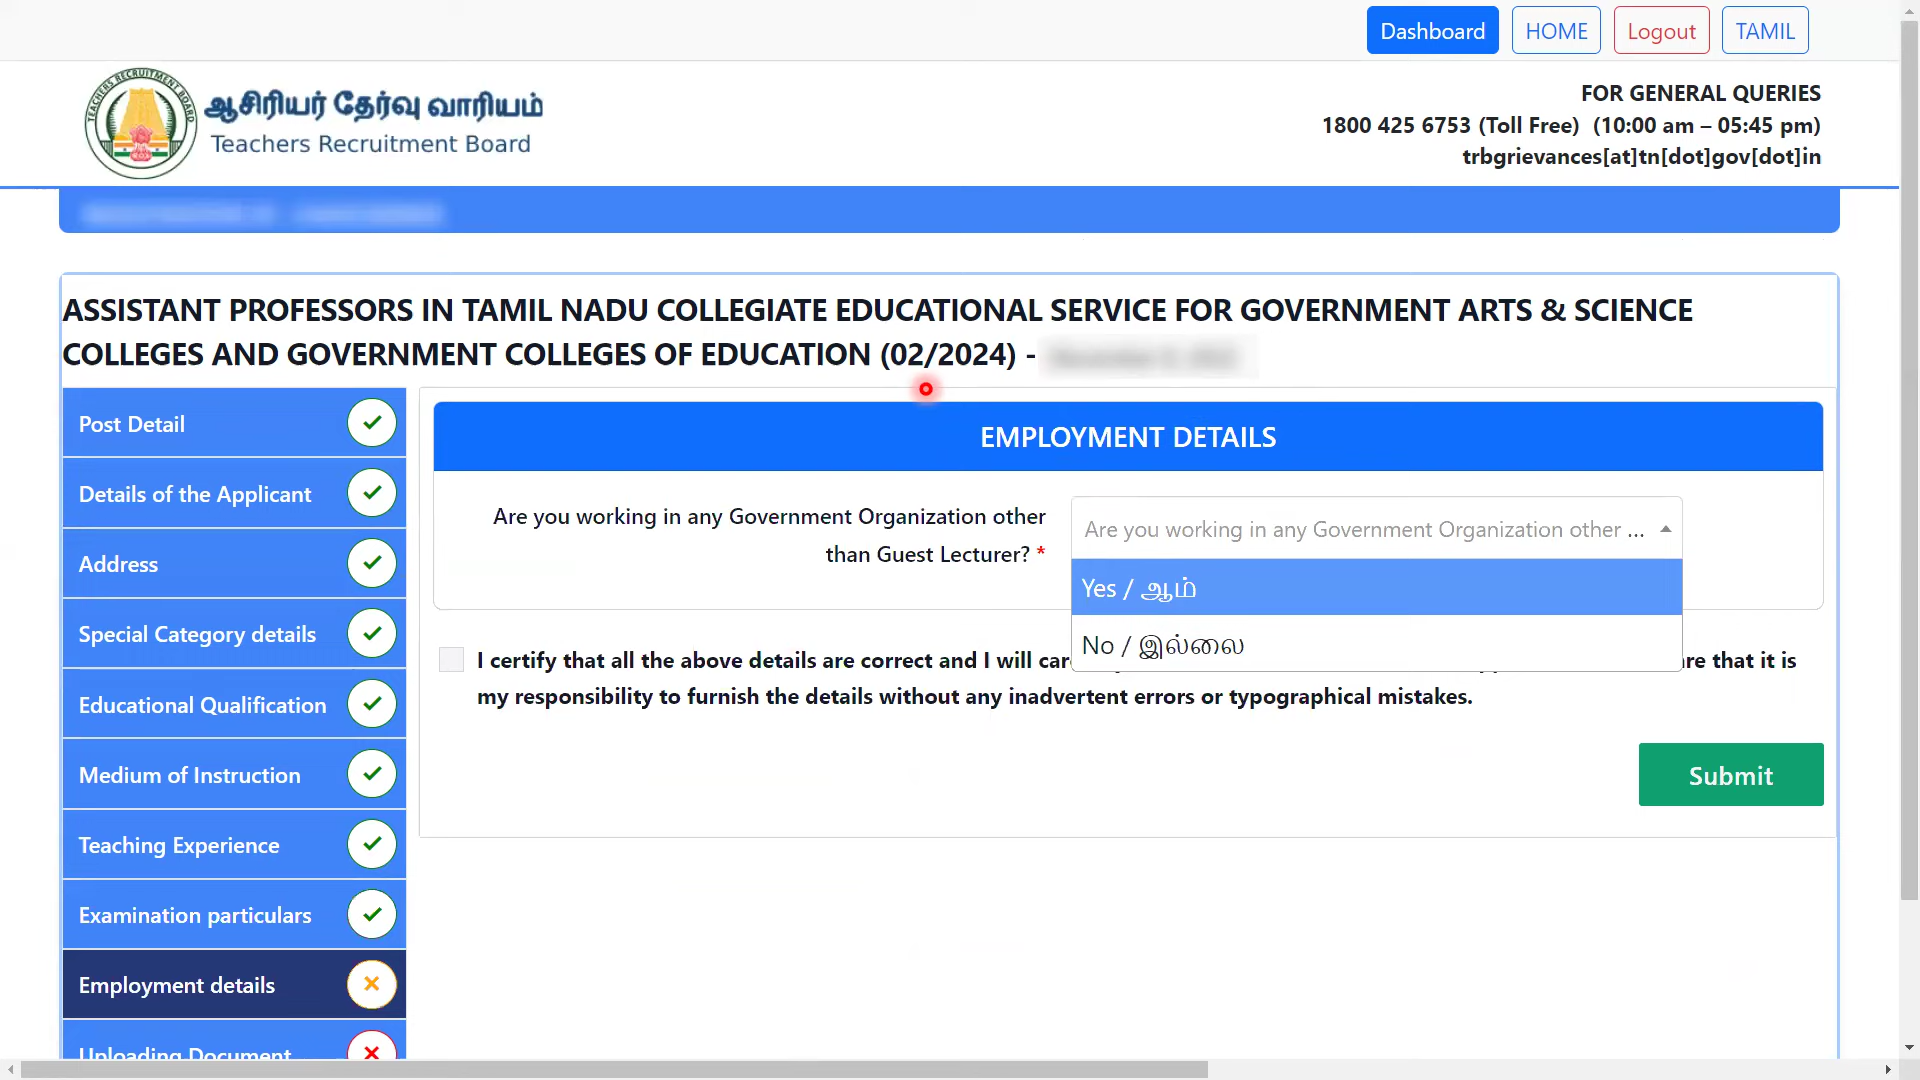 Dashboard HOME Logout TAMIL
TEACHERS RECRUITMENT BOARD
ஆசிரியர் தேர்வு வாரியம்
Teachers Recruitment Board
FOR GENERAL QUERIES
1800 425 6753 (Toll Free) (10:00 am – 05:45 pm)
trbgrievances[at]tn[dot]gov[dot]in
ASSISTANT PROFESSORS IN TAMIL NADU COLLEGIATE EDUCATIONAL SERVICE FOR GOVERNMENT ARTS & SCIENCE
COLLEGES AND GOVERNMENT COLLEGES OF EDUCATION (02/2024) -
Post Detail
Details of the Applicant
Address
Special Category details
Educational Qualification
Medium of Instruction
Teaching Experience
Examination particulars
Employment details
Uploading Document
EMPLOYMENT DETAILS
Are you working in any Government Organization other
than Guest Lecturer? *
Are you working in any Government Organization other ...
Yes / ஆம்
No / இல்லை
I certify that all the above details are correct and I will that it is
my responsibility to furnish the details without any inadvertent errors or typographical mistakes.
Submit